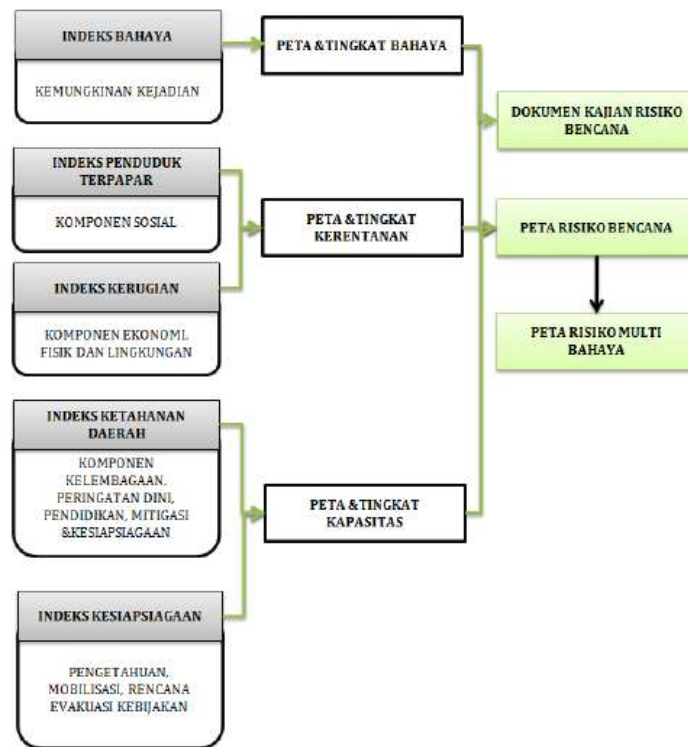 INDEKS BAHAYA
KEMUNGKINAN KEJADIAN
INDEKS PENDUDUK
TERPAPAR
KOMPONEN SOSIAL
INDEKS KERUGIAN
KOMPONEN EKONOMI,
FISIK DAN LINGKUNGAN
INDEKS KETAHANAN
DAERAH
KOMPONEN
KELEMBAGAAN.
PERINGATAN DINI,
PENDIDIKAN, MITIGASI
&KESIAPSIAGAAN
INDEKS KESIAPSIAGAAN
PENGETAHUAN,
MOBILISASI, RENCANA
EVAKUASI KEBIJAKAN
PETA &TINGKAT BAHAYA
PETA &TINGKAT
KERENTANAN
PETA &TINGKAT
KAPASITAS
DOKUMEN KAJIAN RISIKO
BENCANA
PETA RISIKO BENCANA
PETA RISIKO MULTI
BAHAYA